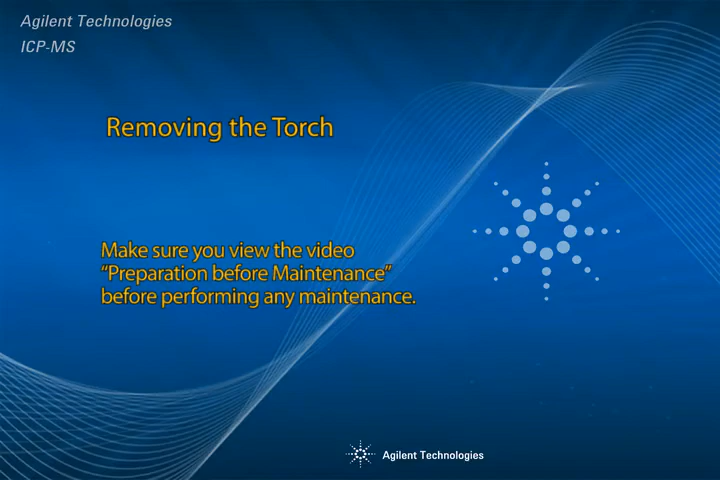 Agilent Technologies
ICP-MS
Removing the Torch
Make sure you view the video
“Preparation before Maintenance”
before performing any maintenance.
Agilent Technologies